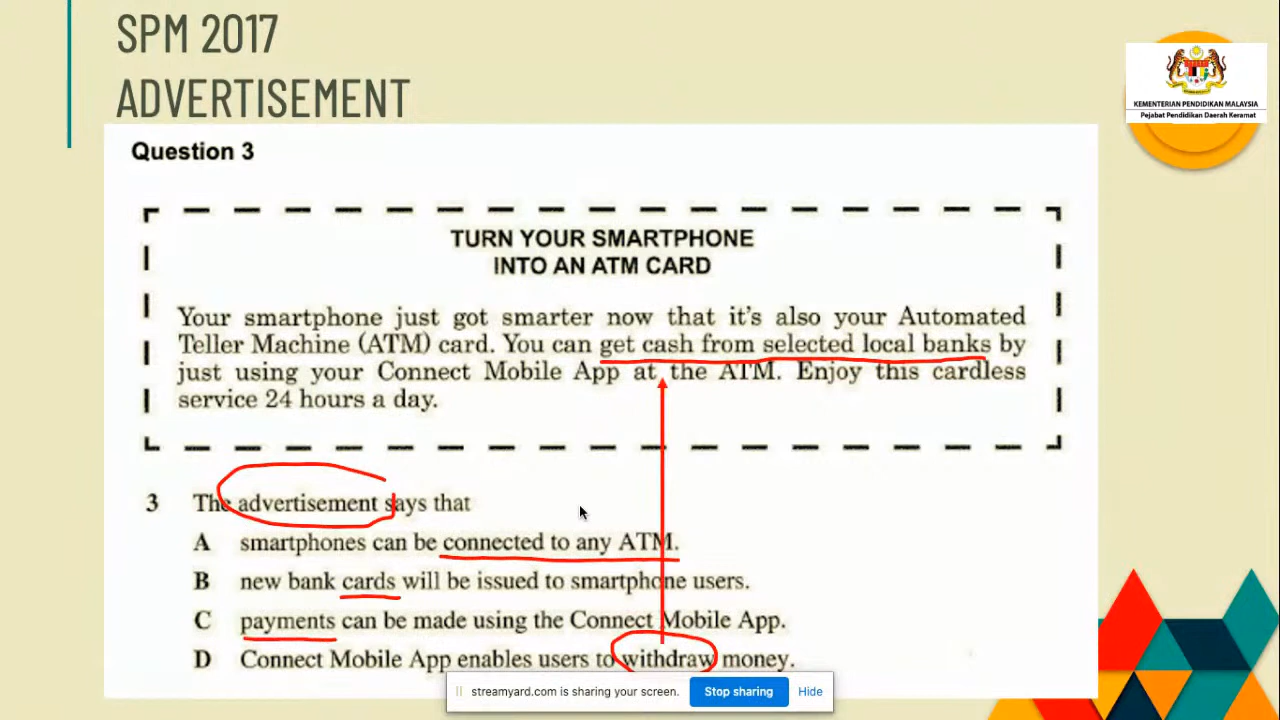 SPM 2017
ADVERTISEMENT
KEMENTERIAN PENDIDIKAN MALAYSIA
Pejabat Pendidikan Daerah Keramat
Question 3
TURN YOUR SMARTPHONE
INTO AN ATM CARD
Your smartphone just got smarter now that it's also your Automated
Teller Machine (ATM) card. You can get cash from selected local banks by
just using your Connect Mobile App at the ATM. Enjoy this cardless
service 24 hours a day.
3 The advertisement says that
A smartphones can be connected to any ATM.
B new bank cards will be issued to smartphone users.
C payments can be made using the Connect Mobile App.
D Connect Mobile App enables users to withdraw money.
streamyard.com is sharing your screen. Stop sharing Hide